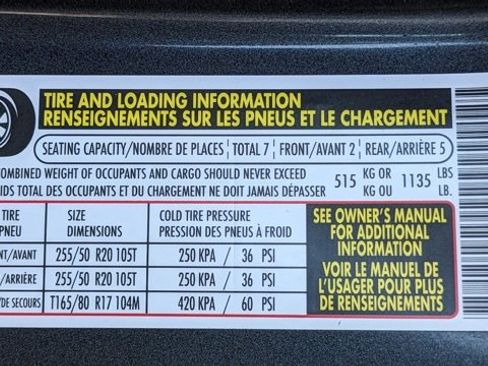 TIRE AND LOADING INFORMATION
RENSEIGNEMENTS SUR LES PNEUS ET LE CHARGEMENT
SEATING CAPACITY/NOMBRE DE PLACES TOTAL 7 FRONT/AVANT 2 REAR/ARRIÈRE 5
OMBINED WEIGHT OF OCCUPANTS AND CARGO SHOULD NEVER EXCEED 515 KG OR 1135 LBS
IDS TOTAL DES OCCUPANTS ET DU CHARGEMENT NE DOIT JAMAIS DÉPASSER KG OU LB.
TIRE SIZE COLD TIRE PRESSURE
PNEU DIMENSIONS PRESSION DES PNEUS À FROID
NT/AVANT 255/50 R20 105T 250 KPA / 36 PSI
/ARRIÈRE 255/50 R20 105T 250 KPA / 36 PSI
/DE SECOURS T165/80 R17 104M 420 KPA / 60 PSI
SEE OWNER'S MANUAL
FOR ADDITIONAL
INFORMATION
VOIR LE MANUEL DE
L'USAGER POUR PLUS
DE RENSEIGNEMENTS